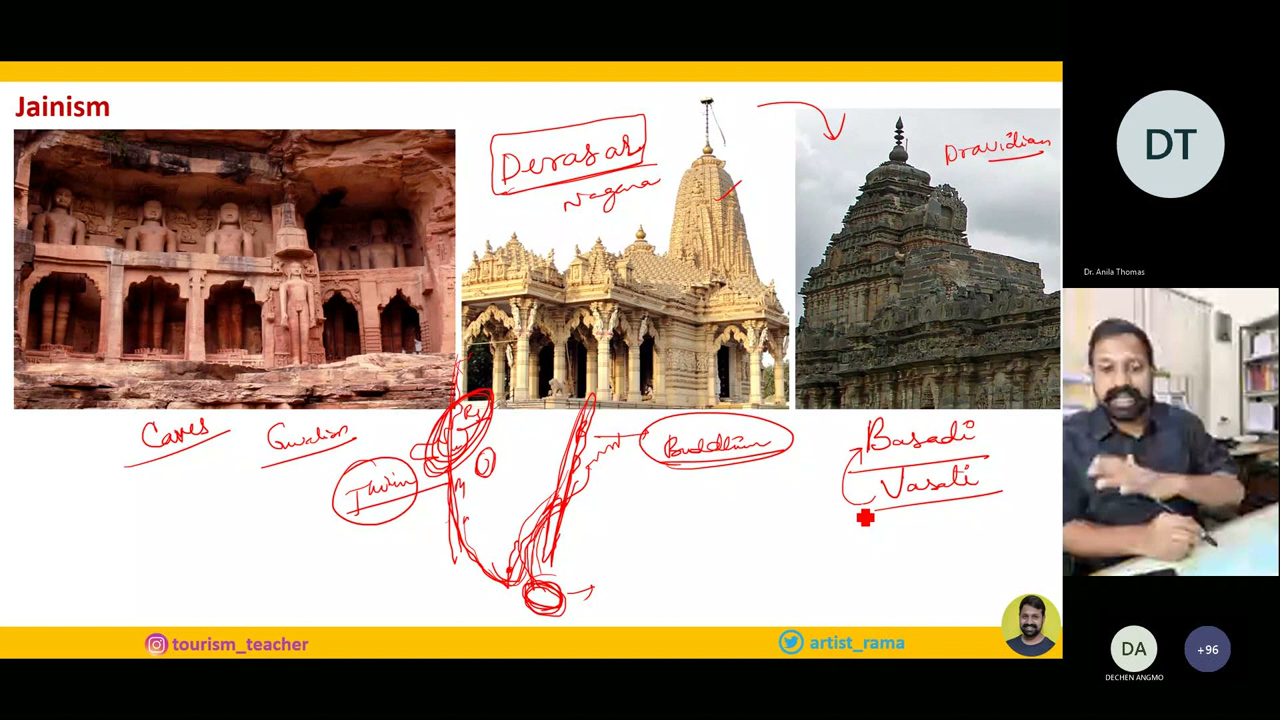 Jainism
Derasar
Nagara
Dravidian
DT
Dr. Anila Thomas
Caves
Gwalior
Jainism
Buddhism
Basadi
Vasati
tourism_teacher
artist_rama
DA
+96
DECHEN ANGMO